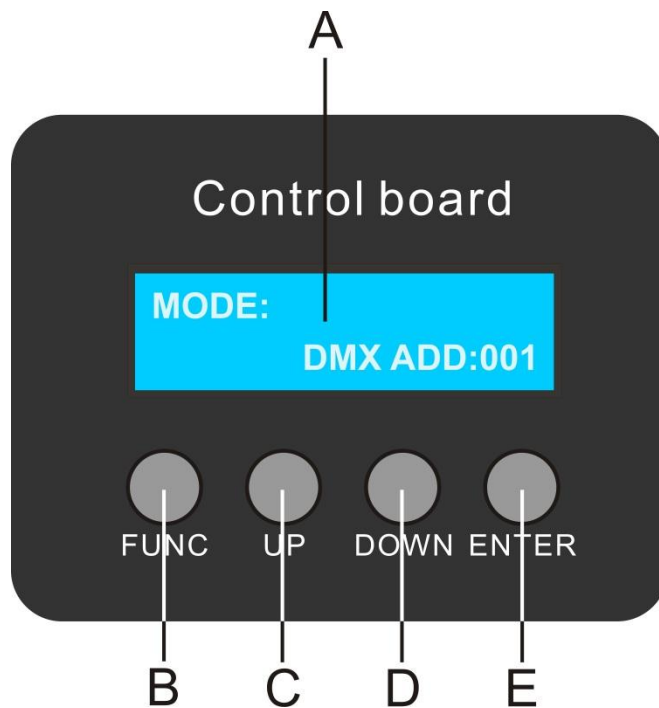 A
Control board
MODE:
DMX ADD:001
FUNC UP DOWN ENTER
B C D E